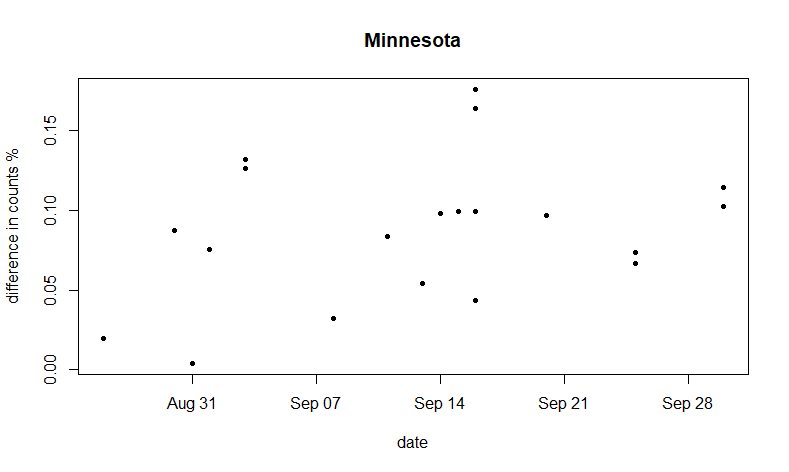 Minnesota
difference in counts %
0.15
0.10
0.05
0.00
Aug 31 Sep 07 Sep 14 Sep 21 Sep 28
date